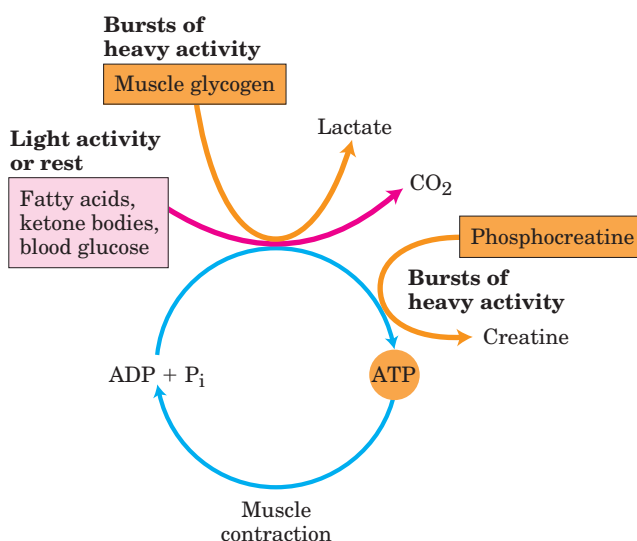 Bursts of
heavy activity
Muscle glycogen
Lactate
Light activity
or rest
Fatty acids,
ketone bodies,
blood glucose
CO₂
Phosphocreatine
Bursts of
heavy activity
Creatine
ADP + Pᵢ
ATP
Muscle
contraction